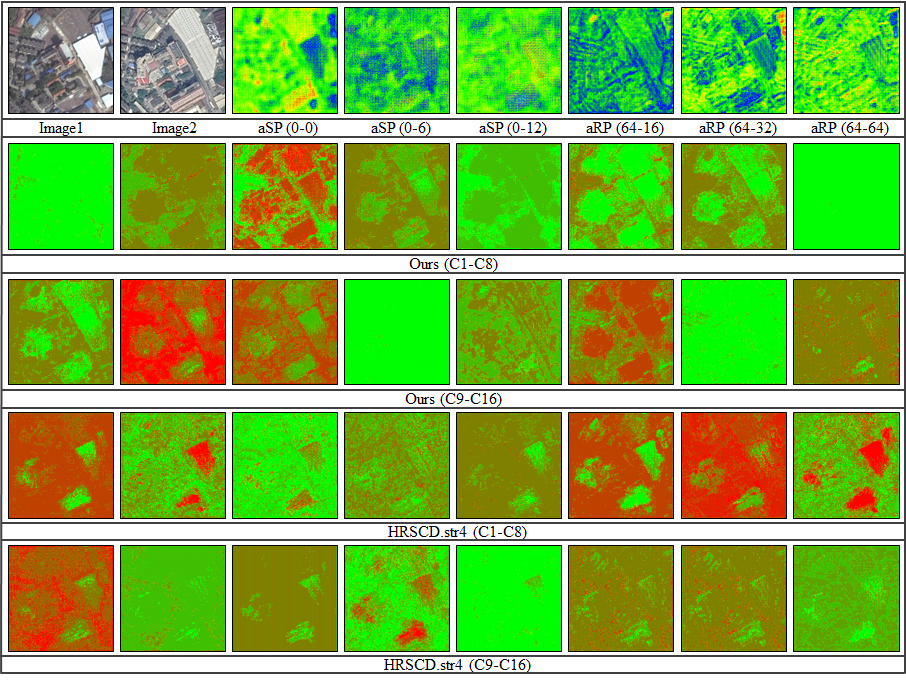 Image1 Image2 aSP (0-0) aSP (0-6) aSP (0-12) aRP (64-16) aRP (64-32) aRP (64-64)
Ours (C1-C8)
Ours (C9-C16)
HRSCD.str4 (C1-C8)
HRSCD.str4 (C9-C16)